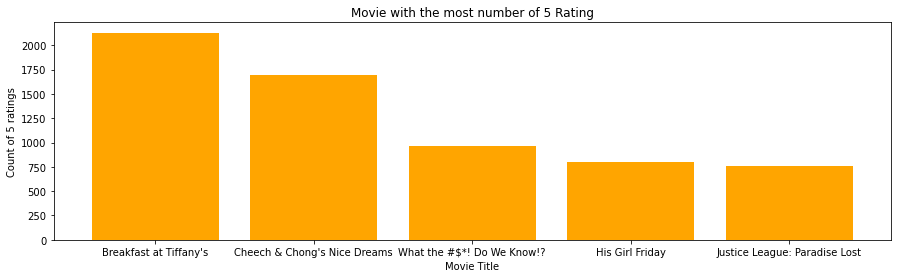 Movie with the most number of 5 Rating
Count of 5 ratings
2000
1750
1500
1250
1000
750
500
250
0
Breakfast at Tiffany's Cheech & Chong's Nice Dreams What the #$*! Do We Know!? His Girl Friday Justice League: Paradise Lost
Movie Title